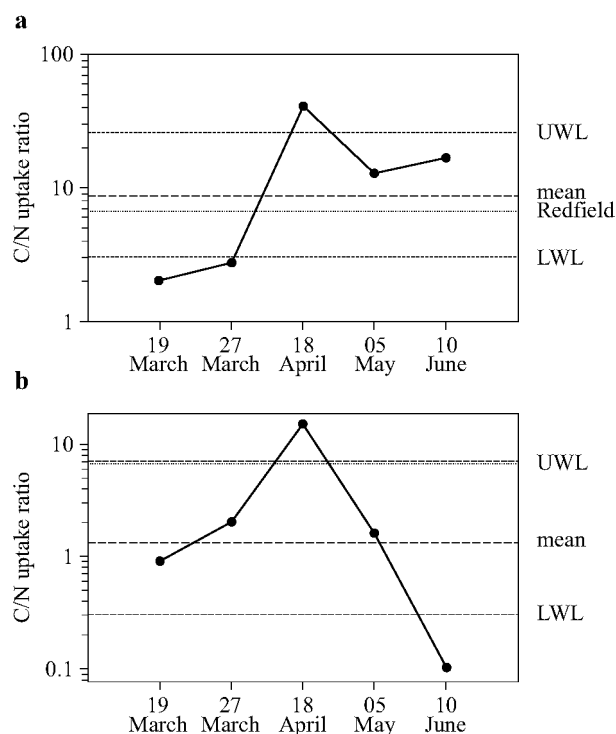 a
C/N uptake ratio
100
10
1
UWL
mean
Redfield
LWL
19 27 18 05 10
March March April May June
b
C/N uptake ratio
10
1
0.1
UWL
mean
LWL
19 27 18 05 10
March March April May June